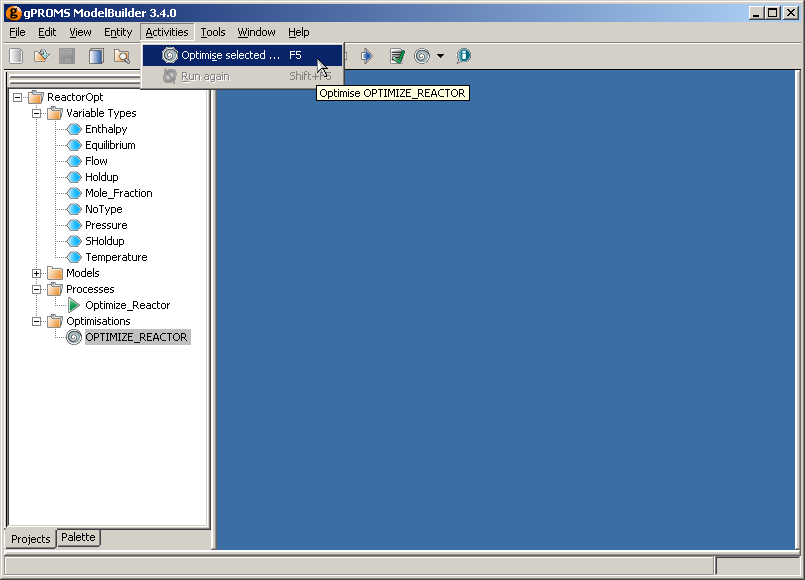 gPROMS ModelBuilder 3.4.0
File Edit View Entity Activities Tools Window Help
Optimise selected ... F5
Run again Shift+F5
Optimise OPTIMIZE_REACTOR
ReactorOpt
Variable Types
Enthalpy
Equilibrium
Flow
Holdup
Mole_Fraction
NoType
Pressure
SHoldup
Temperature
Models
Processes
Optimize_Reactor
Optimisations
OPTIMIZE_REACTOR
Projects Palette